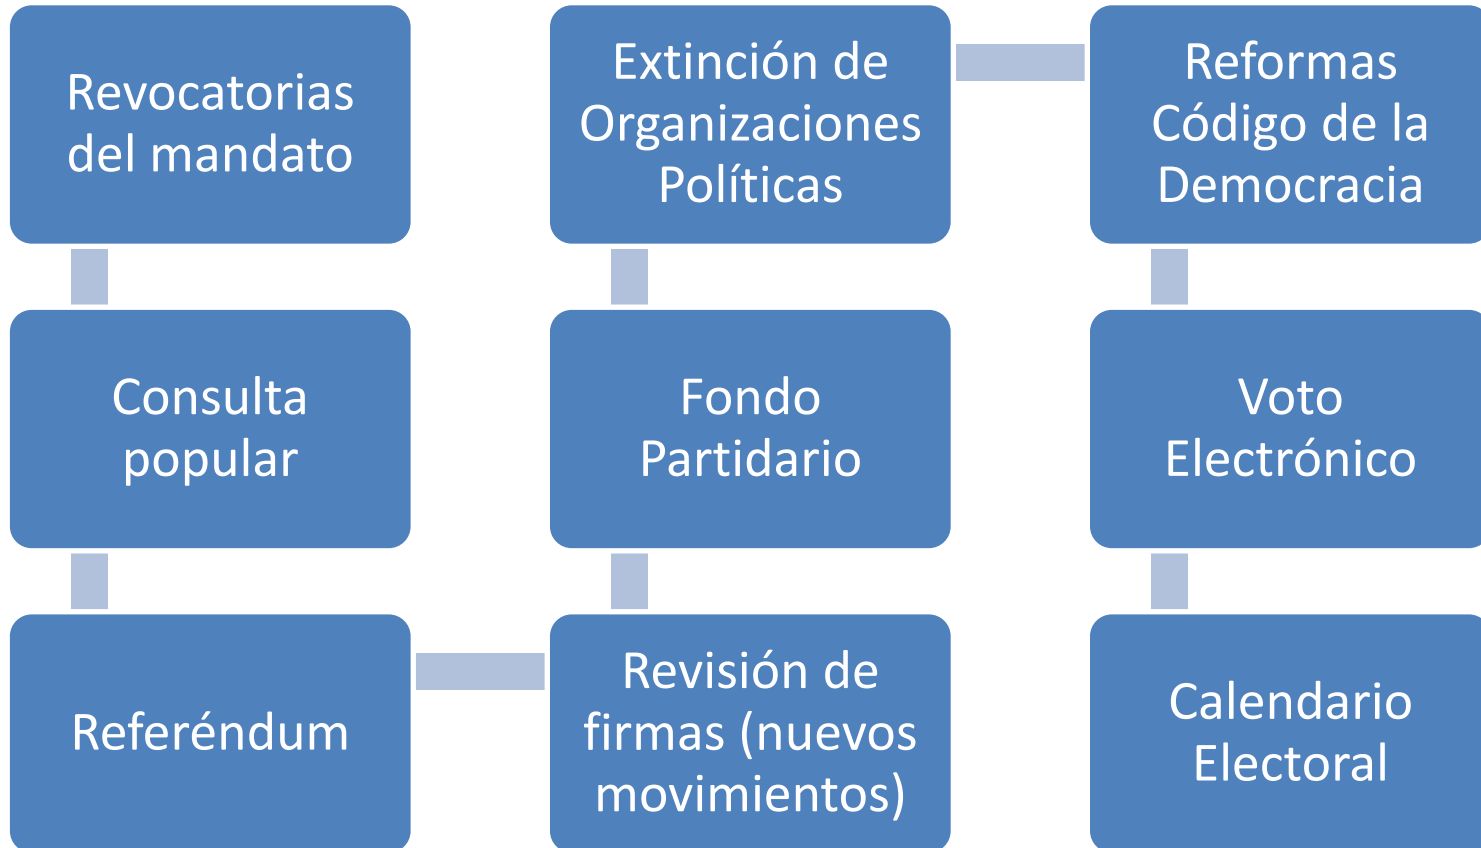 Revocatorias
del mandato
Consulta
popular
Referéndum
Revisión de
firmas (nuevos
movimientos)
Fondo
Partidario
Extinción de
Organizaciones
Políticas
Reformas
Código de la
Democracia
Voto
Electrónico
Calendario
Electoral